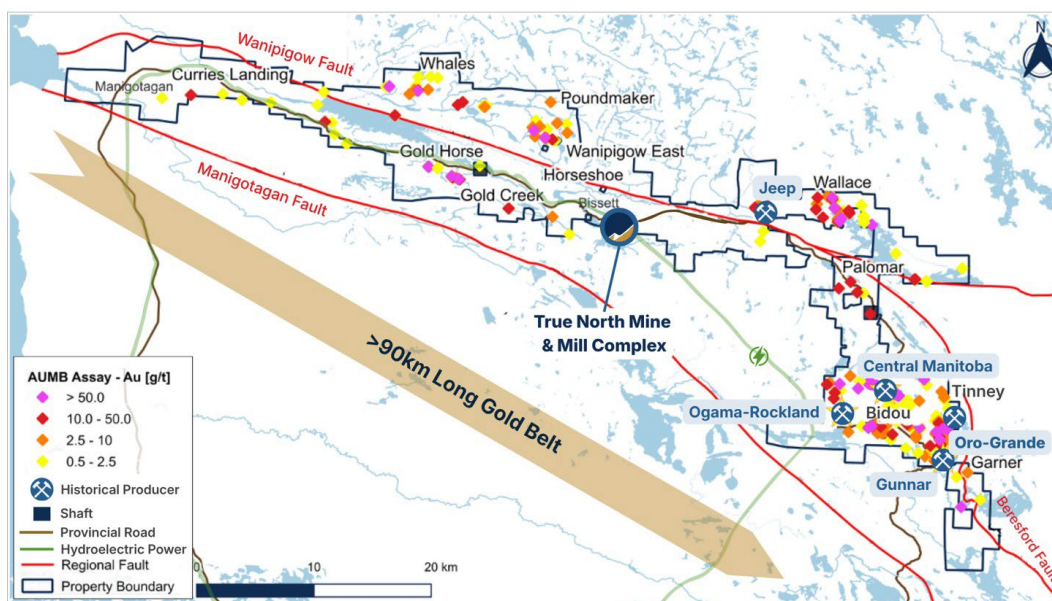 Wanipigow Fault
Whales
N
Curries Landing
Manigotagan
Poundmaker
Wanipigow East
Gold Horse
Horseshoe
Manigotagan Fault
Gold Creek
Bissett
Jeep
Wallace
Palomar
True North Mine
& Mill Complex
>90km Long Gold Belt
Central Manitoba
Tinney
Ogama-Rockland
Bidou
Oro-Grande
Garner
Gunnar
Beresford Fault
AUMB Assay - Au [g/t]
> 50.0
10.0 - 50.0
2.5 - 10
0.5 - 2.5
Historical Producer
Shaft
Provincial Road
Hydroelectric Power
Regional Fault
Property Boundary
0
10
20 km